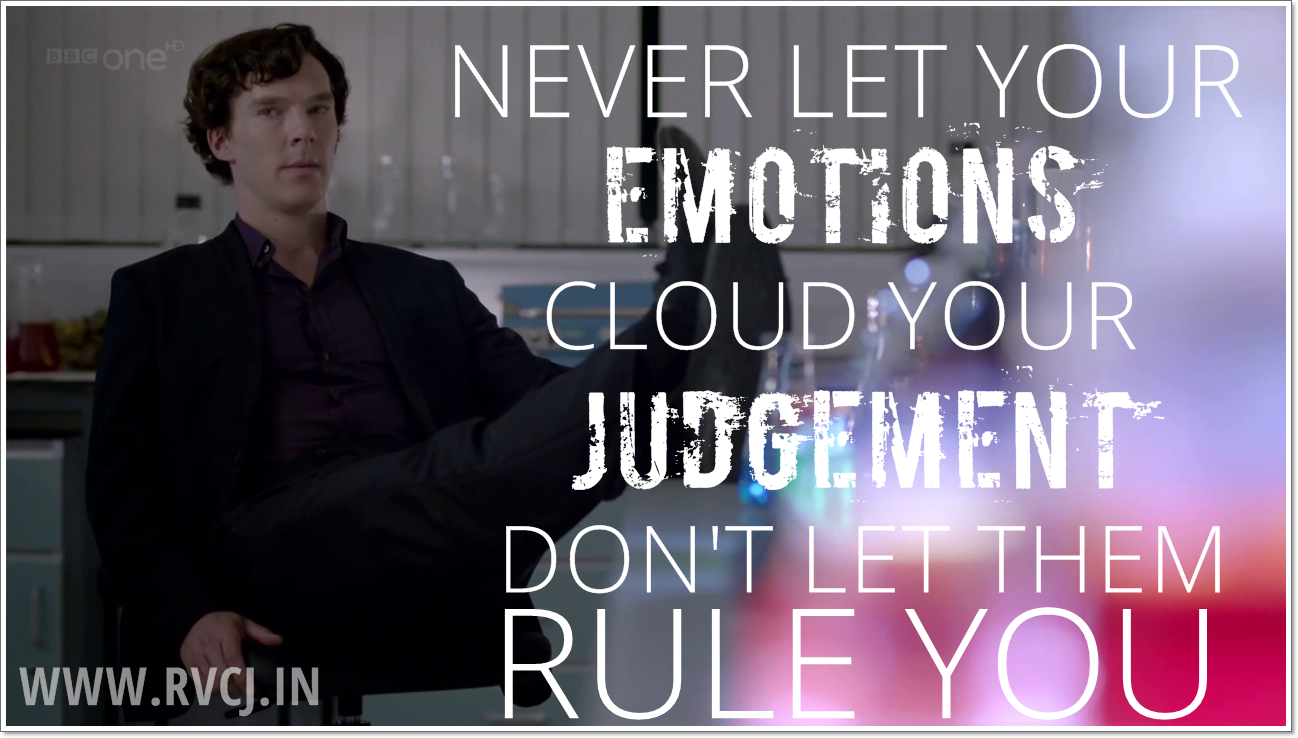 BBC one HD
NEVER LET YOUR
EMOTIONS
CLOUD YOUR
JUDGEMENT
DON'T LET THEM
RULE YOU
WWW.RVCJ.IN